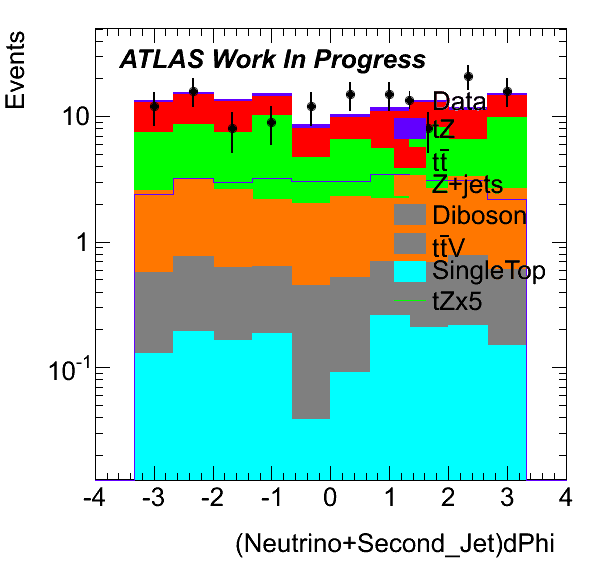 Events
ATLAS Work In Progress
10
1
10⁻¹
Data
tZ
tt̄
Z+jets
Diboson
tt̄V
SingleTop
tZx5
-4 -3 -2 -1 0 1 2 3 4
(Neutrino+Second_Jet)dPhi